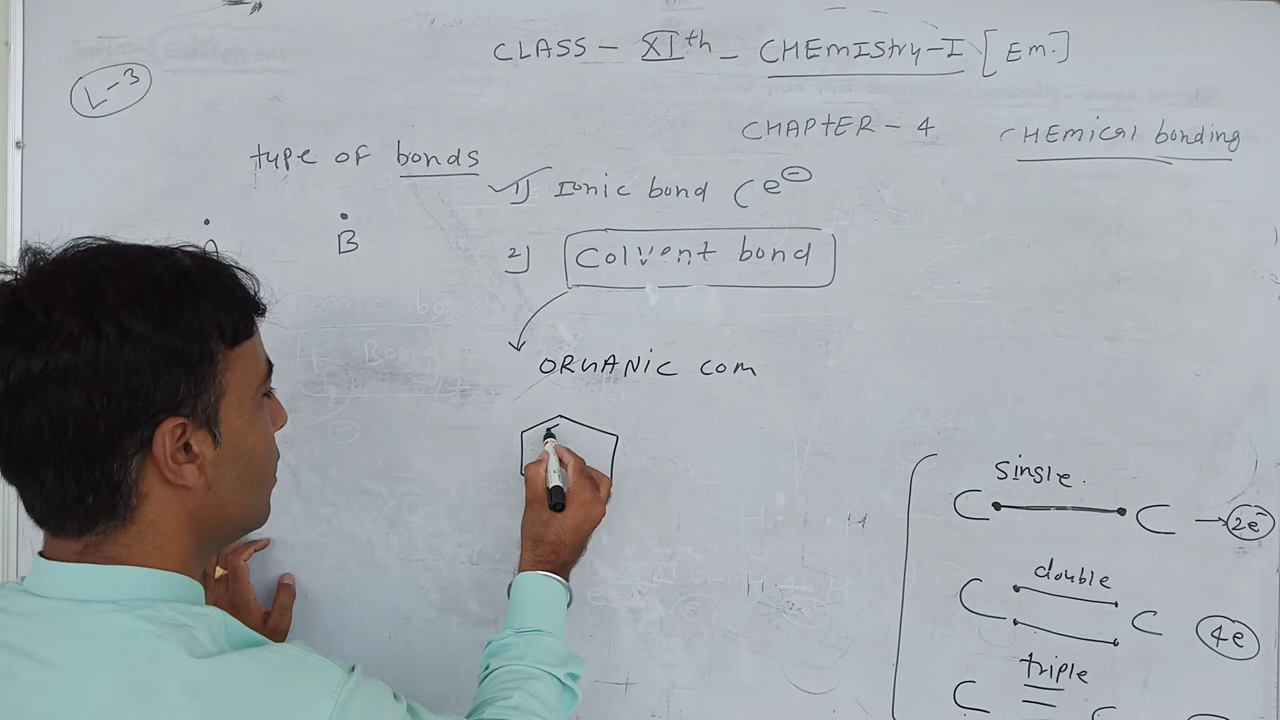 CLASS - XIth - CHEMISTRY-I [Em.]
L-3
CHAPTER - 4 CHEMICAL bonding
type of bonds
1) Ionic bond (e⊖
A B
2) Colvent bond
ORGANIC COM
single.
C C → 2e⁻
double
C C 4e
triple
C ≡ C